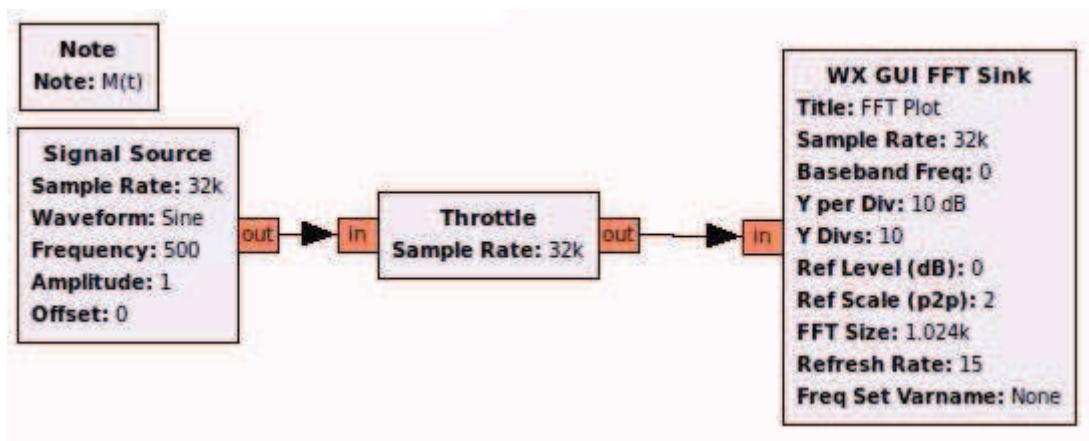 Note
Note: M(t)
Signal Source
Sample Rate: 32k
Waveform: Sine
Frequency: 500
Amplitude: 1
Offset: 0
out
in
Throttle
Sample Rate: 32k
out
in
WX GUI FFT Sink
Title: FFT Plot
Sample Rate: 32k
Baseband Freq: 0
Y per Div: 10 dB
Y Divs: 10
Ref Level (dB): 0
Ref Scale (p2p): 2
FFT Size: 1.024k
Refresh Rate: 15
Freq Set Varname: None